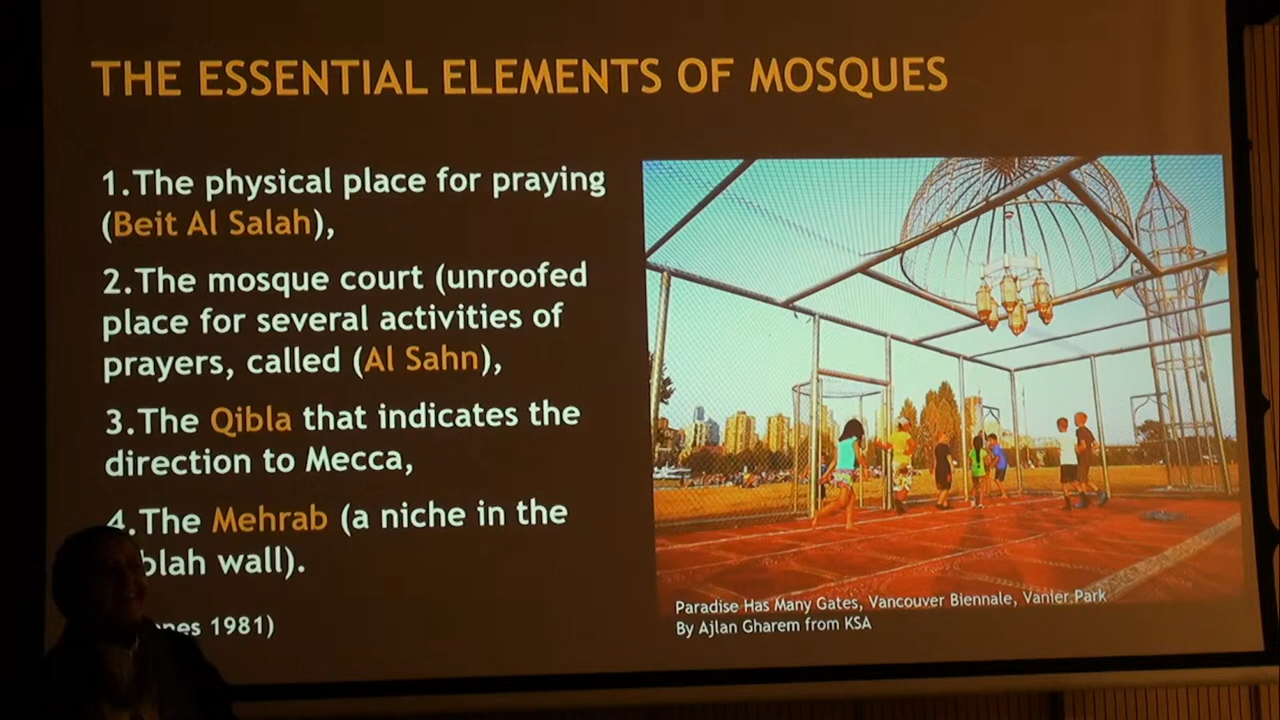 THE ESSENTIAL ELEMENTS OF MOSQUES
1.The physical place for praying
(Beit Al Salah),
2.The mosque court (unroofed
place for several activities of
prayers, called (Al Sahn),
3.The Qibla that indicates the
direction to Mecca,
4.The Mehrab (a niche in the
wall).
1981)
Paradise Has Many Gates, Vancouver Biennale, Vanier Park
By Ajlan Gharem from KSA